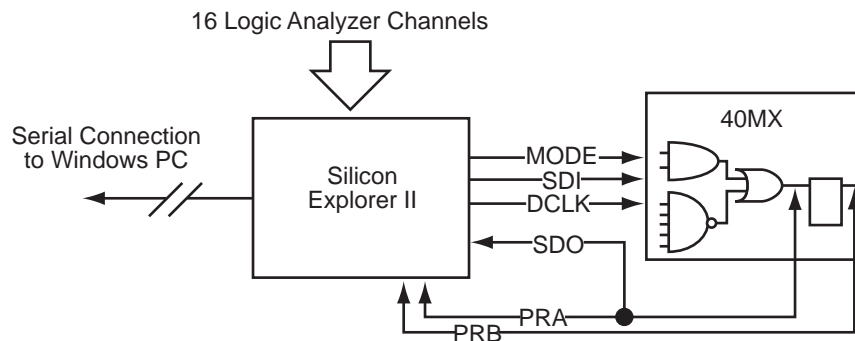 16 Logic Analyzer Channels
Serial Connection
to Windows PC
Silicon
Explorer II
MODE
SDI
DCLK
SDO
PRA
PRB
40MX